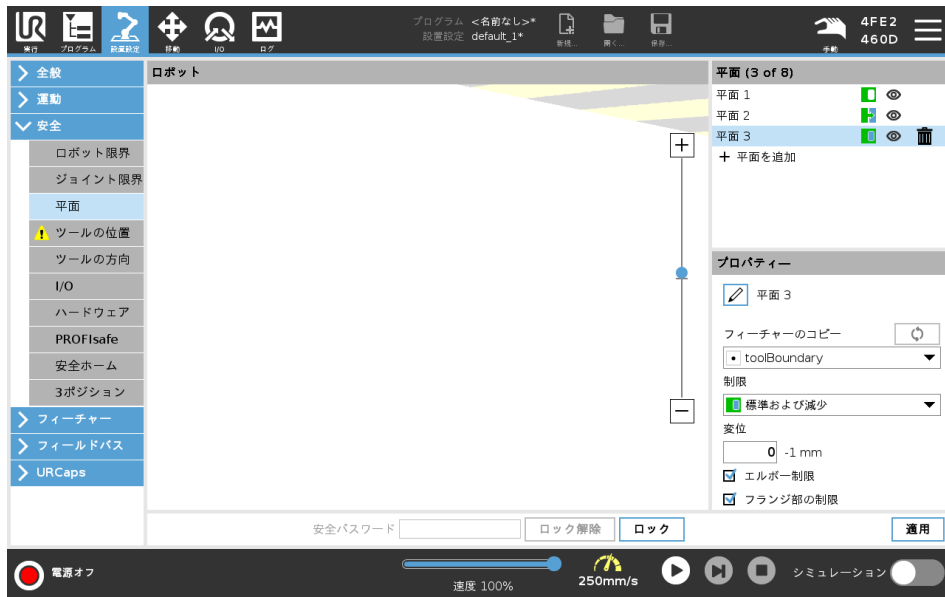 プログラム <名前なし>*
設置設定 default_1*
実行 プログラム 設置設定 移動 I/O ログ
新規... 開く... 保存...
手動
4FE2
460D
全般
運動
安全
ロボット限界
ジョイント限界
平面
ツールの位置
ツールの方向
I/O
ハードウェア
PROFIsafe
安全ホーム
3ポジション
フィーチャー
フィールドバス
URCaps
ロボット
平面 (3 of 8)
平面 1
平面 2
平面 3
平面を追加
プロパティー
平面 3
フィーチャーのコピー
toolBoundary
制限
標準および減少
変位
0 -1 mm
エルボー制限
フランジ部の制限
安全パスワード ロック解除 ロック 適用
電源オフ
速度 100%
250mm/s
シミュレーション